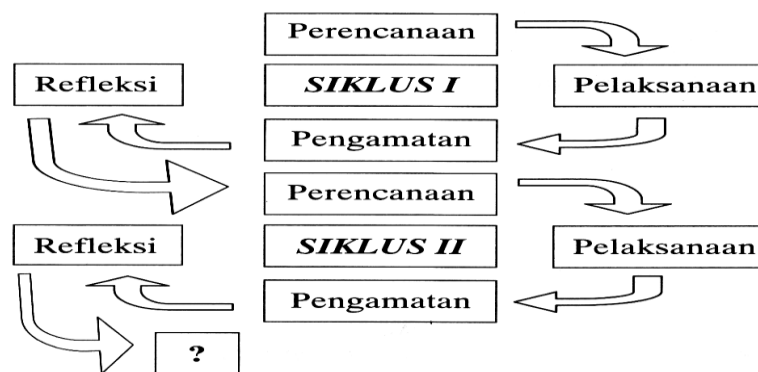 Perencanaan
Refleksi
SIKLUS I
Pelaksanaan
Pengamatan
Perencanaan
Refleksi
SIKLUS II
Pelaksanaan
Pengamatan
?